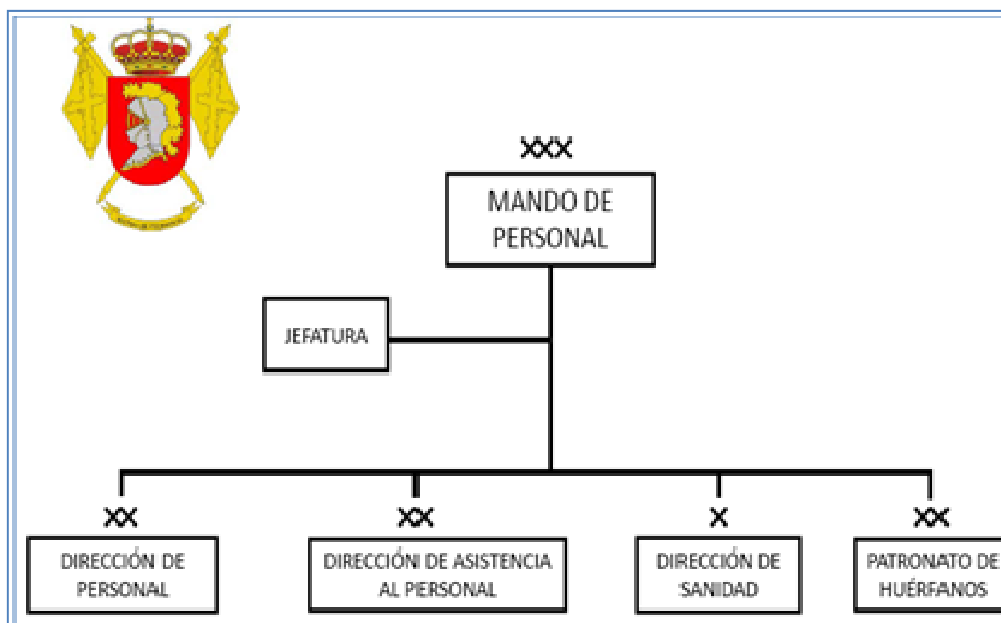 XXX
MANDO DE
PERSONAL
JEFATURA
XX
DIRECCIÓN DE
PERSONAL
XX
DIRECCIÓN DE ASISTENCIA
AL PERSONAL
X
DIRECCIÓN DE
SANIDAD
XX
PATRONATO DE
HUÉRFANOS